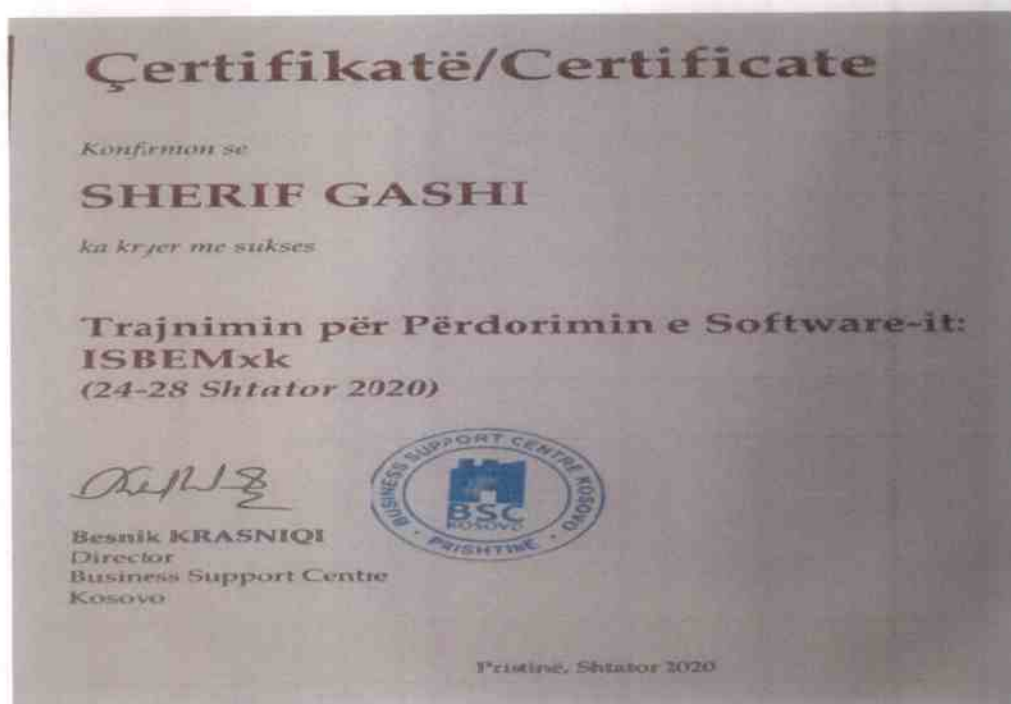 Çertifikatë/Certificate
Konfirmon se
SHERIF GASHI
ka kryer me sukses
Trajnimin për Përdorimin e Software-it:
ISBEMxk
(24-28 Shtator 2020)
BUSINESS SUPPORT CENTRE KOSOVO
BSC
KOSOVO
PRISHTINE
Besnik KRASNIQI
Director
Business Support Centre
Kosovo
Pristinë, Shtator 2020